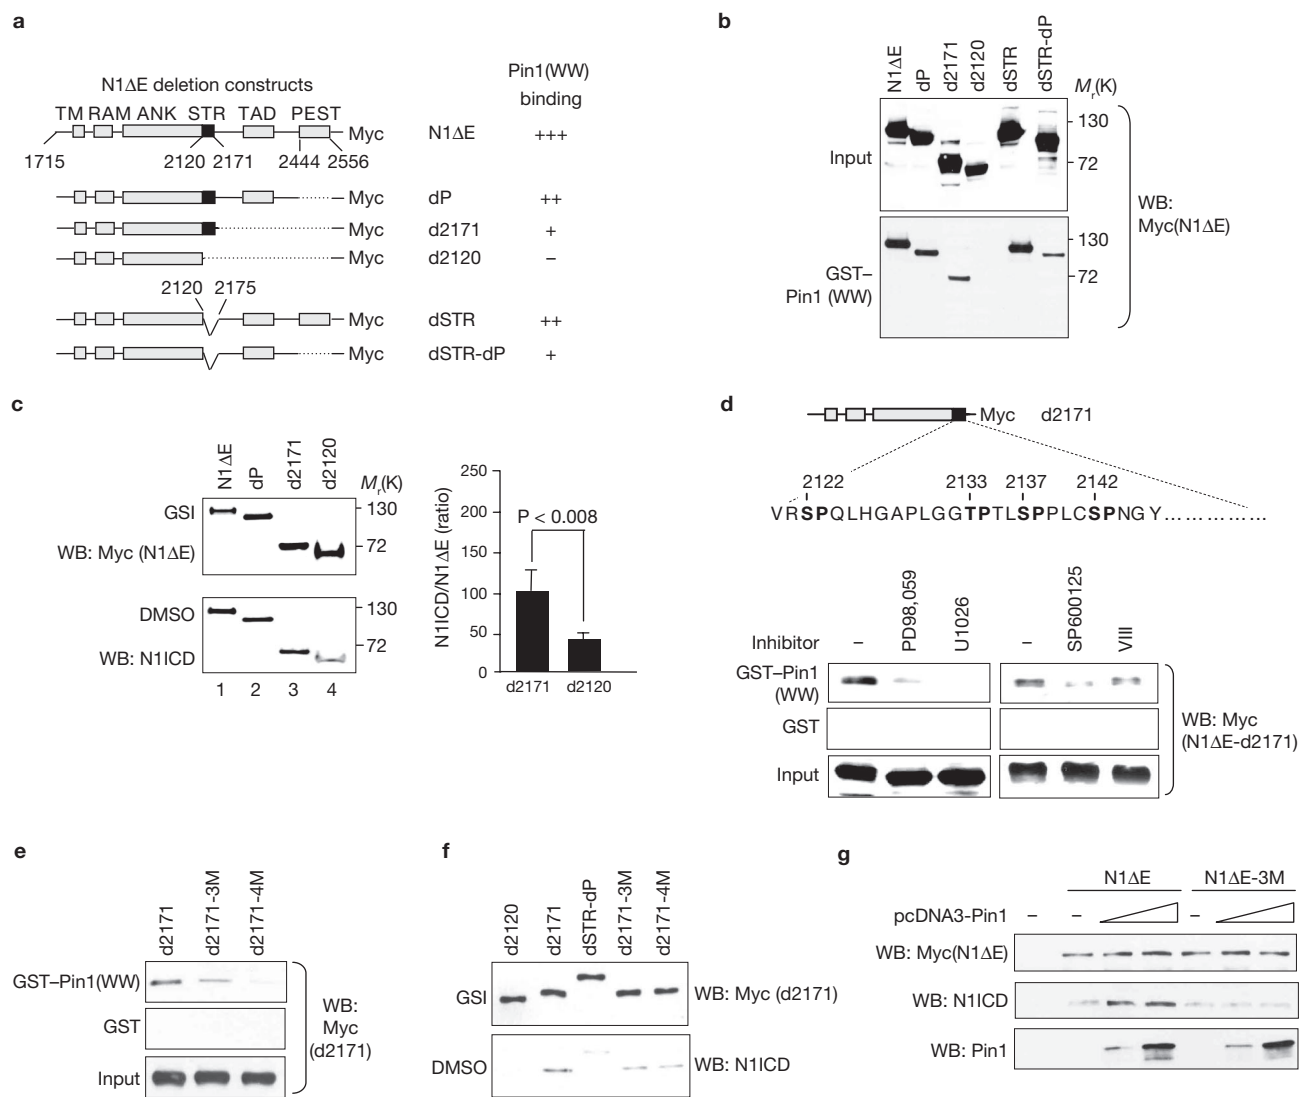 a
N1ΔE deletion constructs
Pin1(WW)
binding
TM RAM ANK STR TAD PEST
Myc N1ΔE +++
1715 2120 2171 2444 2556
Myc dP ++
Myc d2171 +
Myc d2120 –
2120 2175
Myc dSTR ++
Myc dSTR-dP +
b
N1ΔE dP d2171 d2120 dSTR dSTR-dP
Mr(K)
Input
130
72
GST–
Pin1 (WW)
130
72
WB:
Myc(N1ΔE)
c
N1ΔE dP d2171 d2120
Mr(K)
GSI
WB: Myc (N1ΔE)
130
72
DMSO
WB: N1ICD
130
72
1 2 3 4
N1ICD/N1ΔE (ratio)
250
200
150
100
50
0
P < 0.008
d2171 d2120
d
Myc d2171
2122 2133 2137 2142
VRSPQLHGAPLGGTPTLSPPLCSPNGY……………
Inhibitor – PD98,059 U1026 – SP600125 VIII
GST–Pin1
(WW)
GST
Input
WB: Myc
(N1ΔE-d2171)
e
d2171 d2171-3M d2171-4M
GST–Pin1(WW)
GST
Input
WB:
Myc
(d2171)
f
d2120 d2171 dSTR-dP d2171-3M d2171-4M
GSI WB: Myc (d2171)
DMSO WB: N1ICD
g
N1ΔE N1ΔE-3M
pcDNA3-Pin1 – – –
WB: Myc(N1ΔE)
WB: N1ICD
WB: Pin1